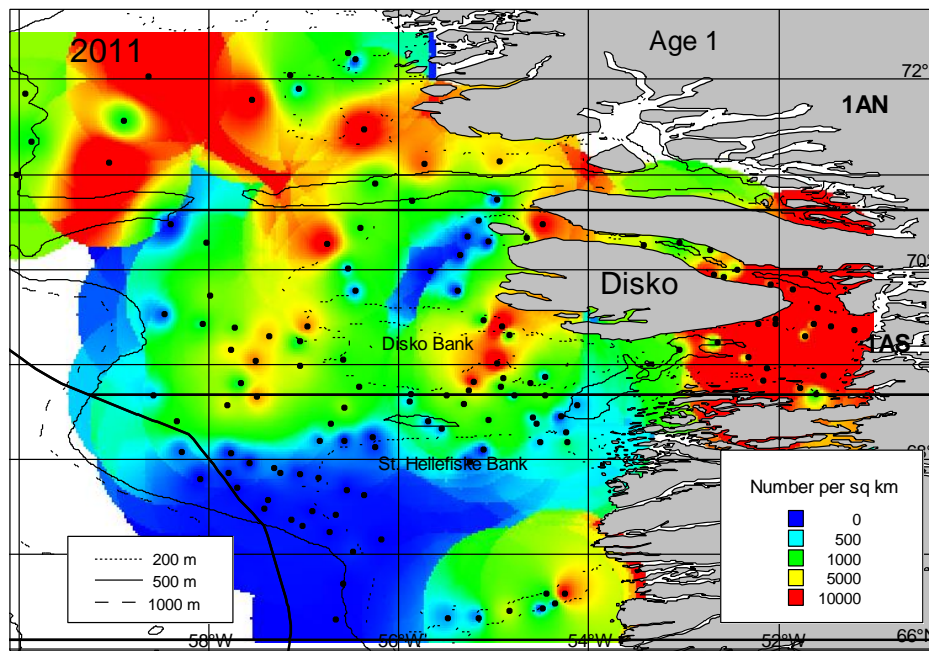 2011
Age 1
72°
1AN
70°
Disko
Disko Bank
1AS
68°
St. Hellefiske Bank
Number per sq km
0
500
1000
5000
10000
200 m
500 m
1000 m
58°W 56°W 54°W 52°W 66°N